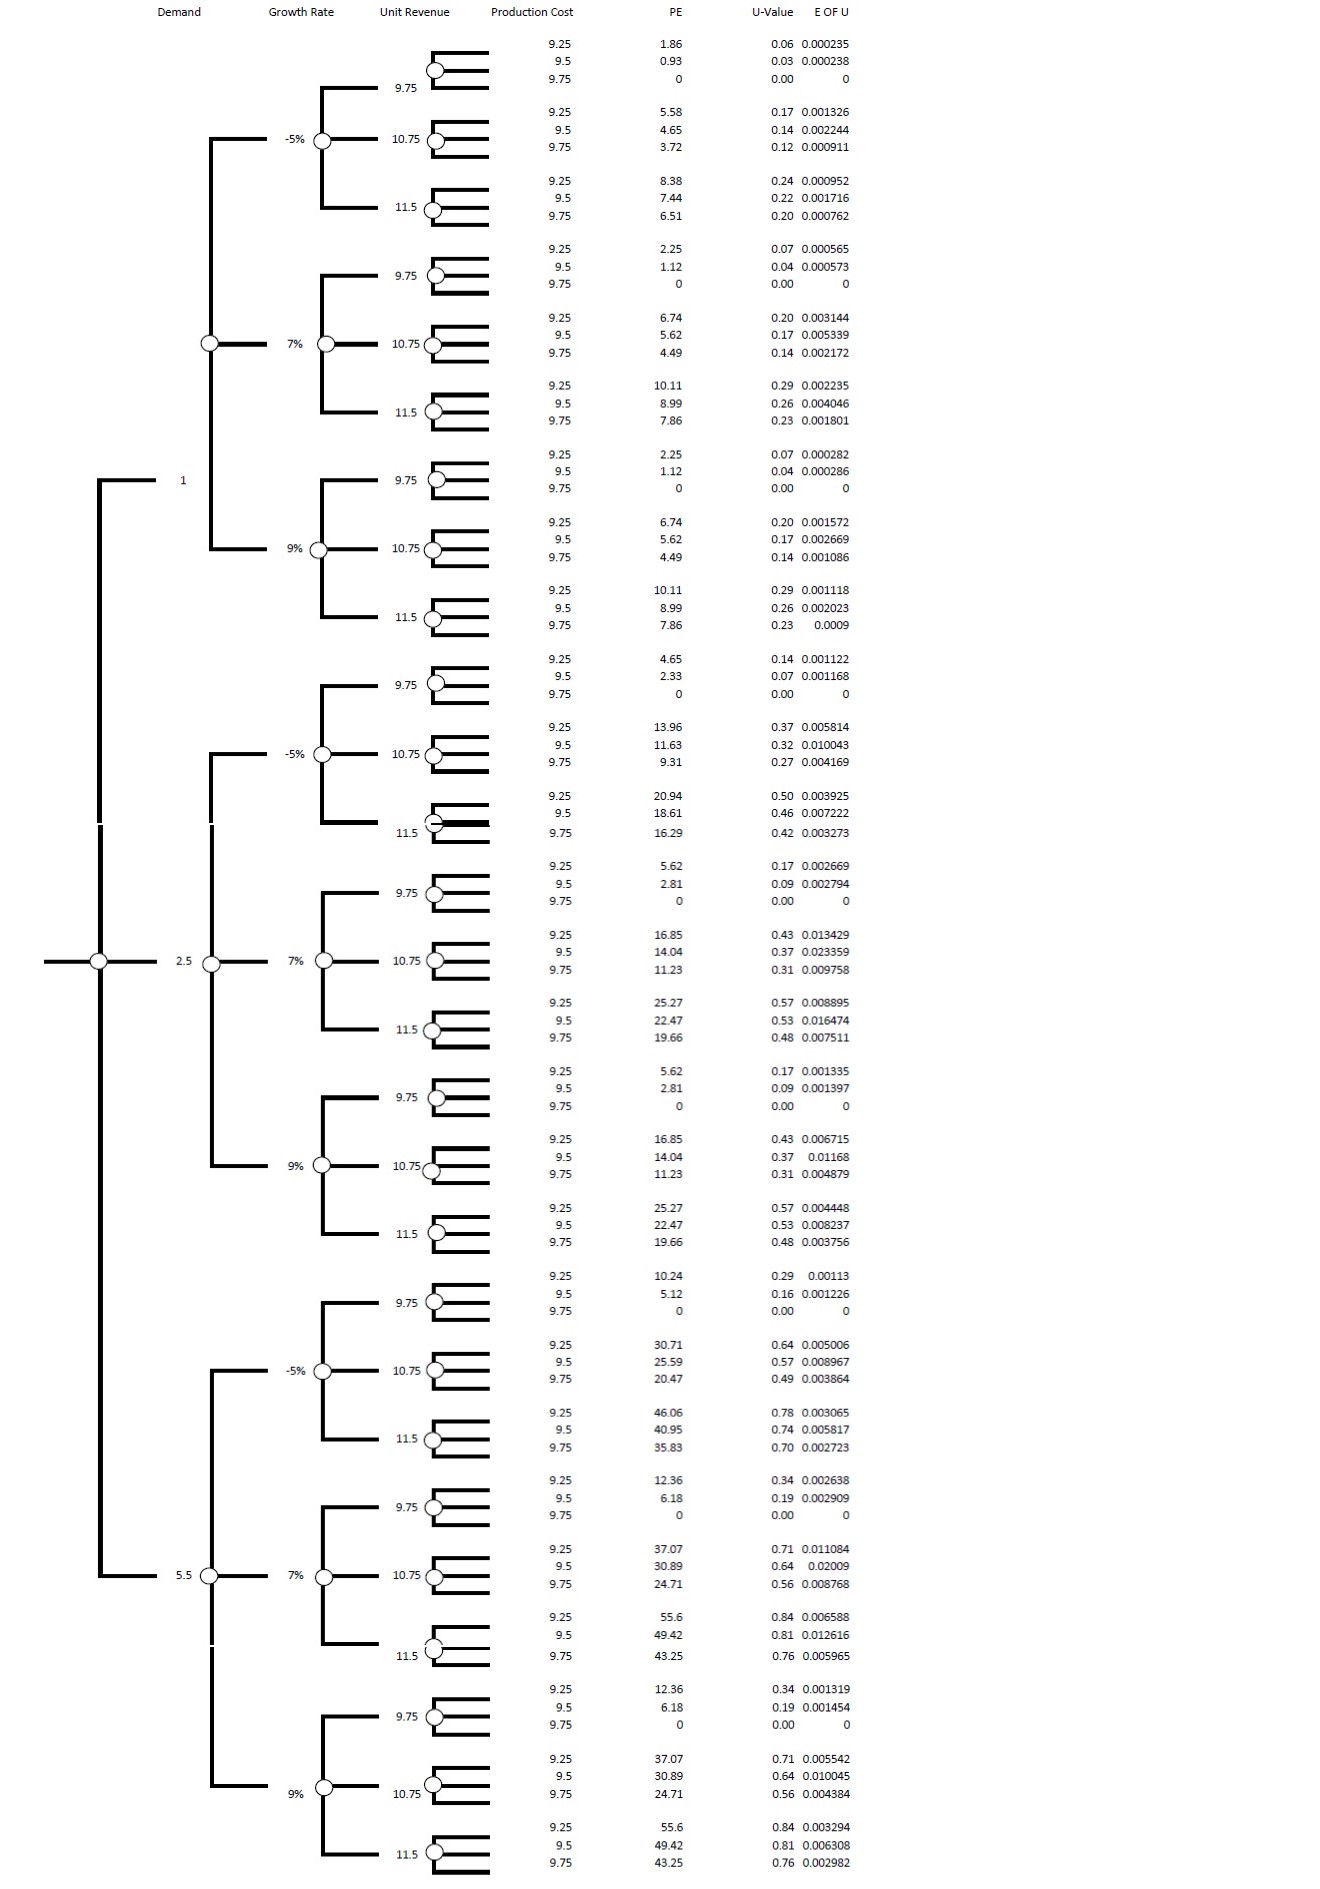 Demand Growth Rate Unit Revenue Production Cost PE U-Value E OF U
9.25 1.86 0.06 0.000235
9.5 0.93 0.03 0.000238
9.75 0 0.00 0
9.75
9.25 5.58 0.17 0.001326
-5% 10.75 9.5 4.65 0.14 0.002244
9.75 3.72 0.12 0.000911
9.25 8.38 0.24 0.000952
9.5 7.44 0.22 0.001716
11.5
9.75 6.51 0.20 0.000762
9.25 2.25 0.07 0.000565
9.5 1.12 0.04 0.000573
9.75
9.75 0 0.00 0
9.25 6.74 0.20 0.003144
9.5 5.62 0.17 0.005339
7% 10.75
9.75 4.49 0.14 0.002172
9.25 10.11 0.29 0.002235
9.5 8.99 0.26 0.004046
11.5
9.75 7.86 0.23 0.001801
9.25 2.25 0.07 0.000282
9.5 1.12 0.04 0.000286
1 9.75
9.75 0 0.00 0
9.25 6.74 0.20 0.001572
9.5 5.62 0.17 0.002669
9% 10.75
9.75 4.49 0.14 0.001086
9.25 10.11 0.29 0.001118
9.5 8.99 0.26 0.002023
11.5
9.75 7.86 0.23 0.0009
9.25 4.65 0.14 0.001122
9.5 2.33 0.07 0.001168
9.75
9.75 0 0.00 0
9.25 13.96 0.37 0.005814
9.5 11.63 0.32 0.010043
-5% 10.75
9.75 9.31 0.27 0.004169
9.25 20.94 0.50 0.003925
9.5 18.61 0.46 0.007222
11.5 9.75 16.29 0.42 0.003273
9.25 5.62 0.17 0.002669
9.5 2.81 0.09 0.002794
9.75
9.75 0 0.00 0
9.25 16.85 0.43 0.013429
9.5 14.04 0.37 0.023359
2.5 7% 10.75
9.75 11.23 0.31 0.009758
9.25 25.27 0.57 0.008895
9.5 22.47 0.53 0.016474
11.5
9.75 19.66 0.48 0.007511
9.25 5.62 0.17 0.001335
9.5 2.81 0.09 0.001397
9.75
9.75 0 0.00 0
9.25 16.85 0.43 0.006715
9.5 14.04 0.37 0.01168
9% 10.75
9.75 11.23 0.31 0.004879
9.25 25.27 0.57 0.004448
9.5 22.47 0.53 0.008237
11.5
9.75 19.66 0.48 0.003756
9.25 10.24 0.29 0.00113
9.5 5.12 0.16 0.001226
9.75
9.75 0 0.00 0
9.25 30.71 0.64 0.005006
9.5 25.59 0.57 0.008967
-5% 10.75
9.75 20.47 0.49 0.003864
9.25 46.06 0.78 0.003065
9.5 40.95 0.74 0.005817
11.5
9.75 35.83 0.70 0.002723
9.25 12.36 0.34 0.002638
9.5 6.18 0.19 0.002909
9.75
9.75 0 0.00 0
9.25 37.07 0.71 0.011084
9.5 30.89 0.64 0.02009
5.5 7% 10.75
9.75 24.71 0.56 0.008768
9.25 55.6 0.84 0.006588
9.5 49.42 0.81 0.012616
11.5 9.75 43.25 0.76 0.005965
9.25 12.36 0.34 0.001319
9.5 6.18 0.19 0.001454
9.75
9.75 0 0.00 0
9.25 37.07 0.71 0.005542
9.5 30.89 0.64 0.010045
9% 10.75 9.75 24.71 0.56 0.004384
9.25 55.6 0.84 0.003294
9.5 49.42 0.81 0.006308
11.5
9.75 43.25 0.76 0.002982